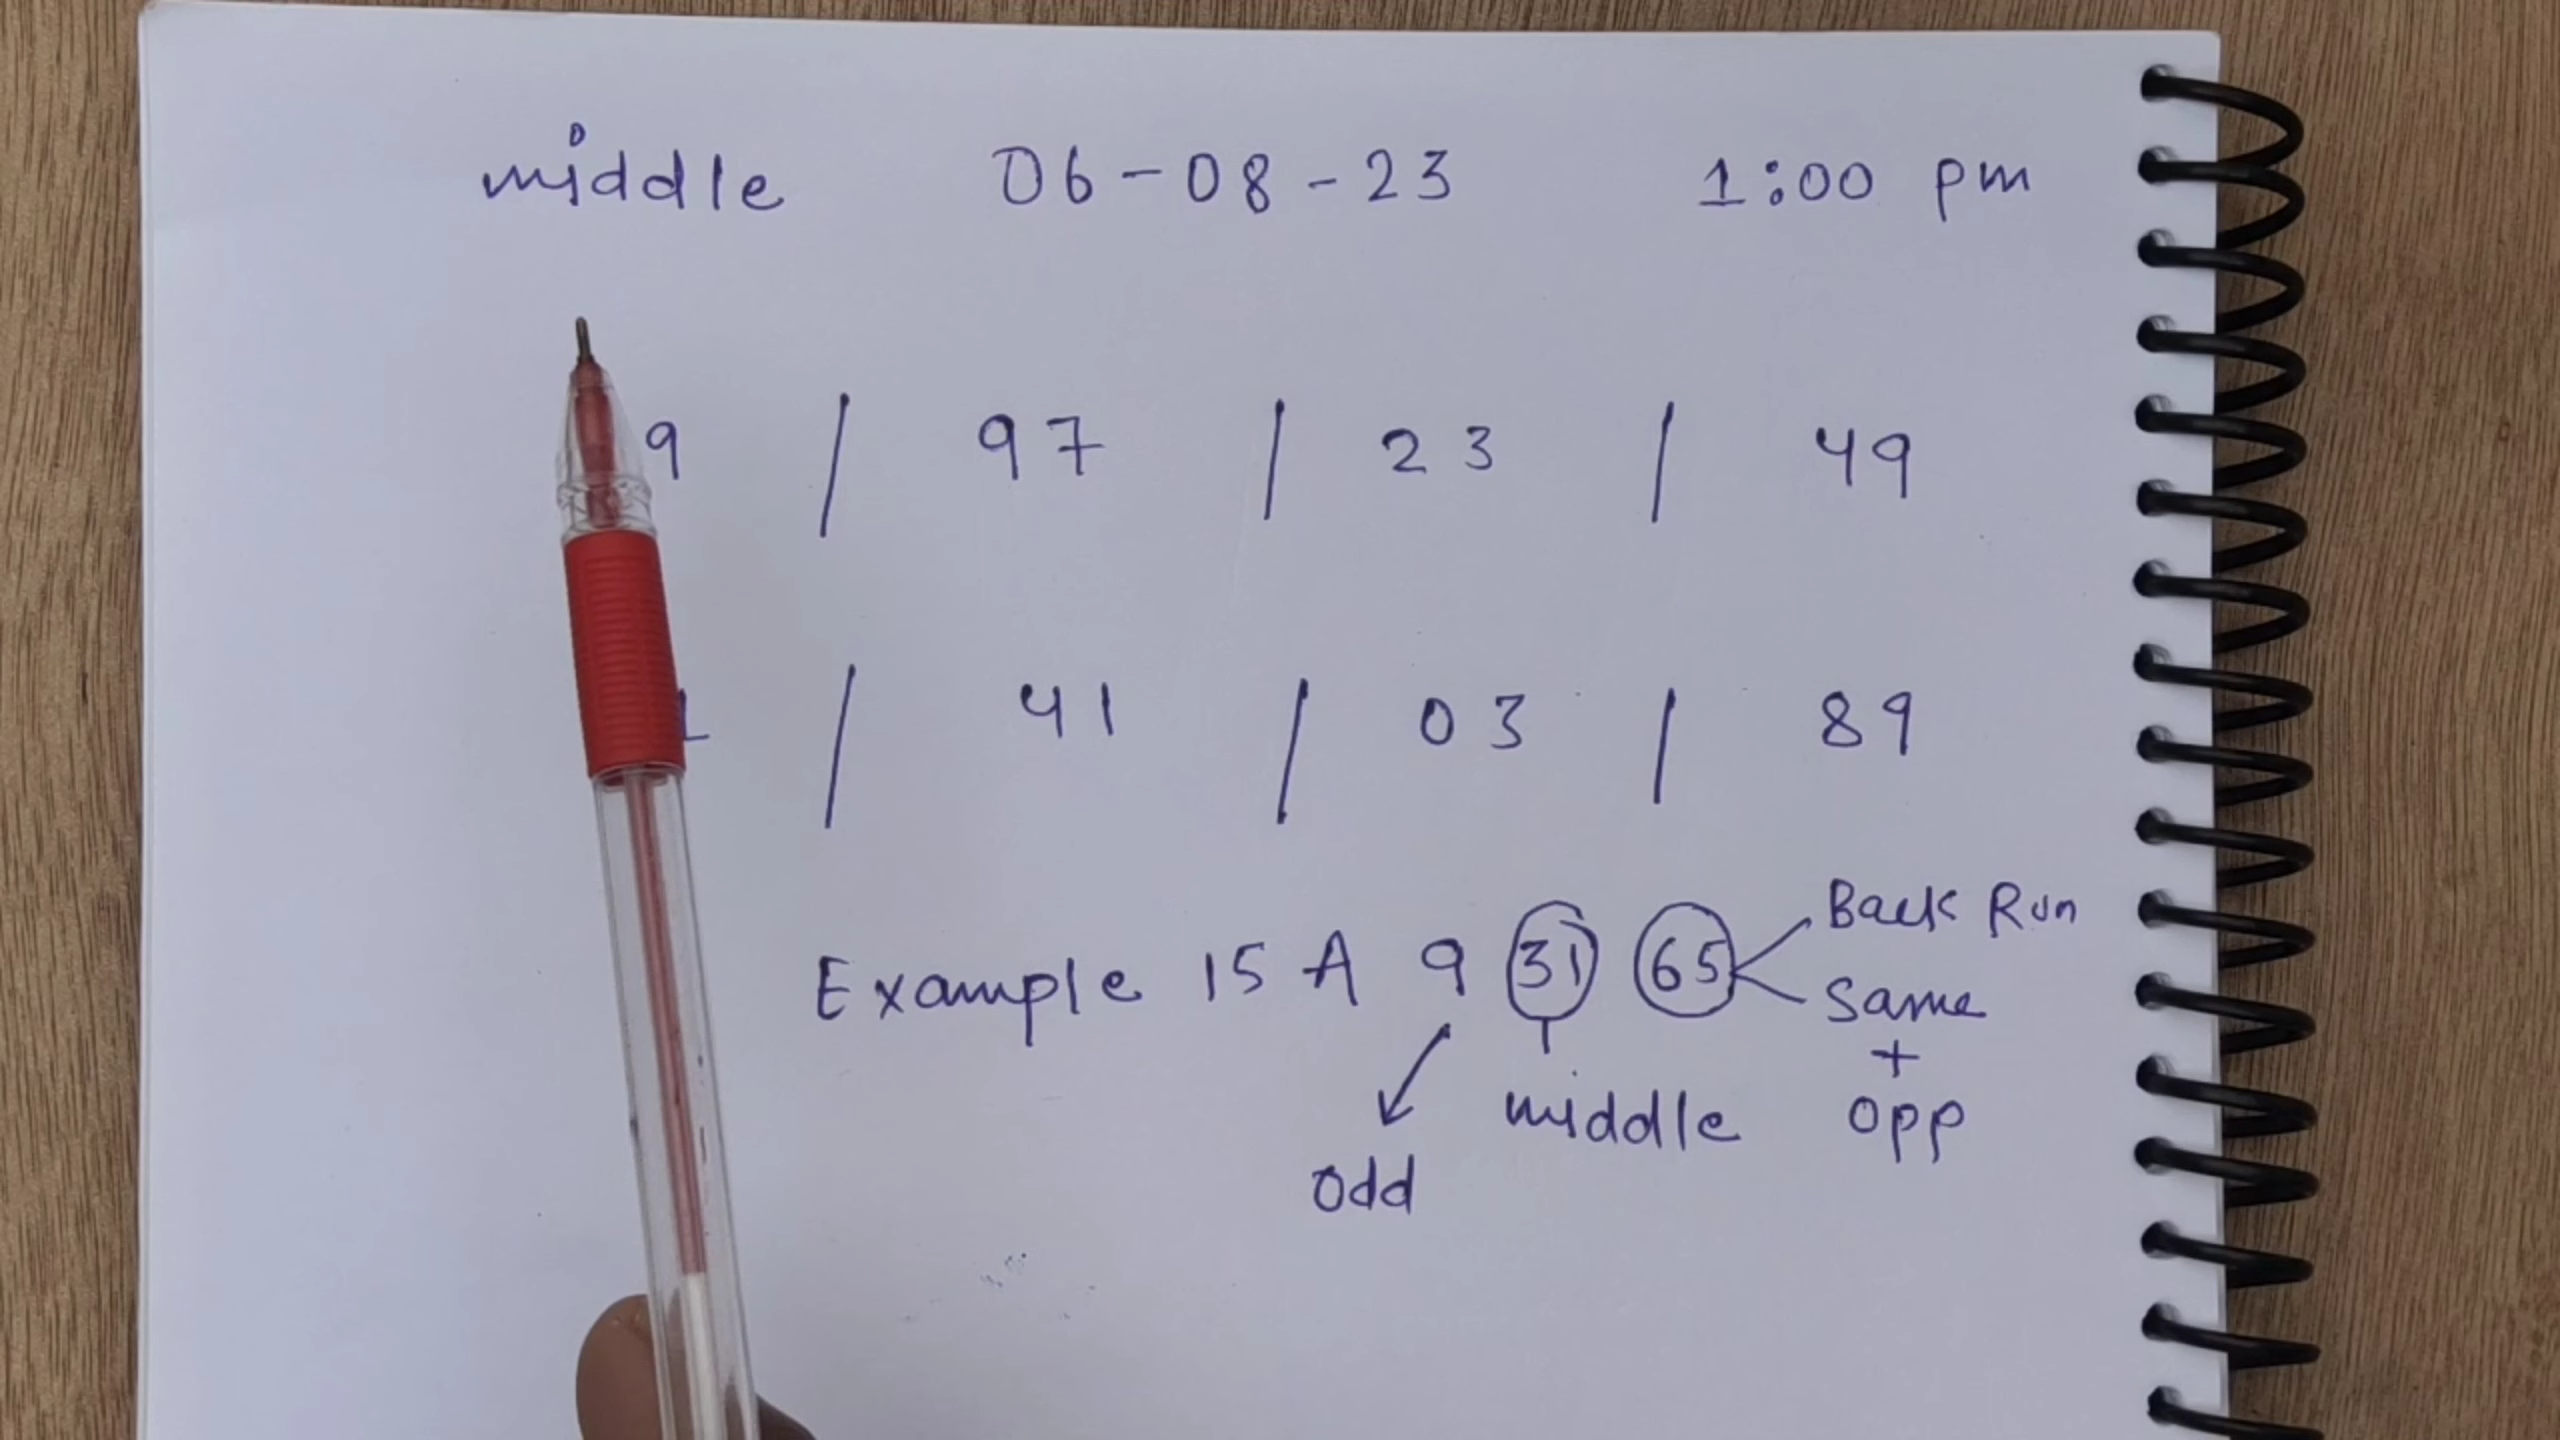 middle 06-08-23 1:00 pm
9 / 97 / 23 / 49
1 / 41 / 03 / 89
Example 15 A 9 31 65 Back Run
Same
+
middle opp
odd